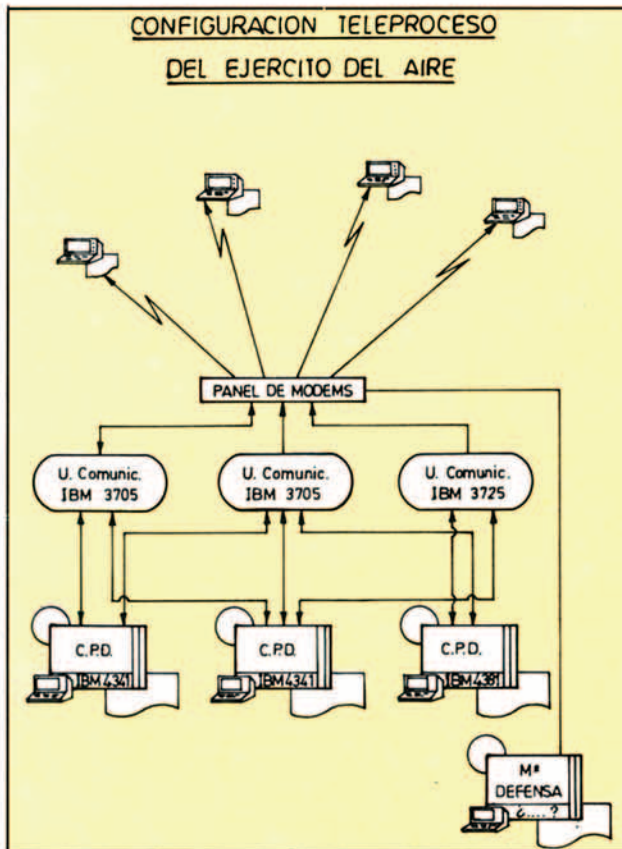 CONFIGURACION TELEPROCESO
DEL EJERCITO DEL AIRE
PANEL DE MODEMS
U. Comunic.
IBM 3705
U. Comunic.
IBM 3705
U. Comunic.
IBM 3725
C.P.D.
IBM 4341
C.P.D.
IBM 4341
C.P.D.
IBM 4381
Mº
DEFENSA
¿....?